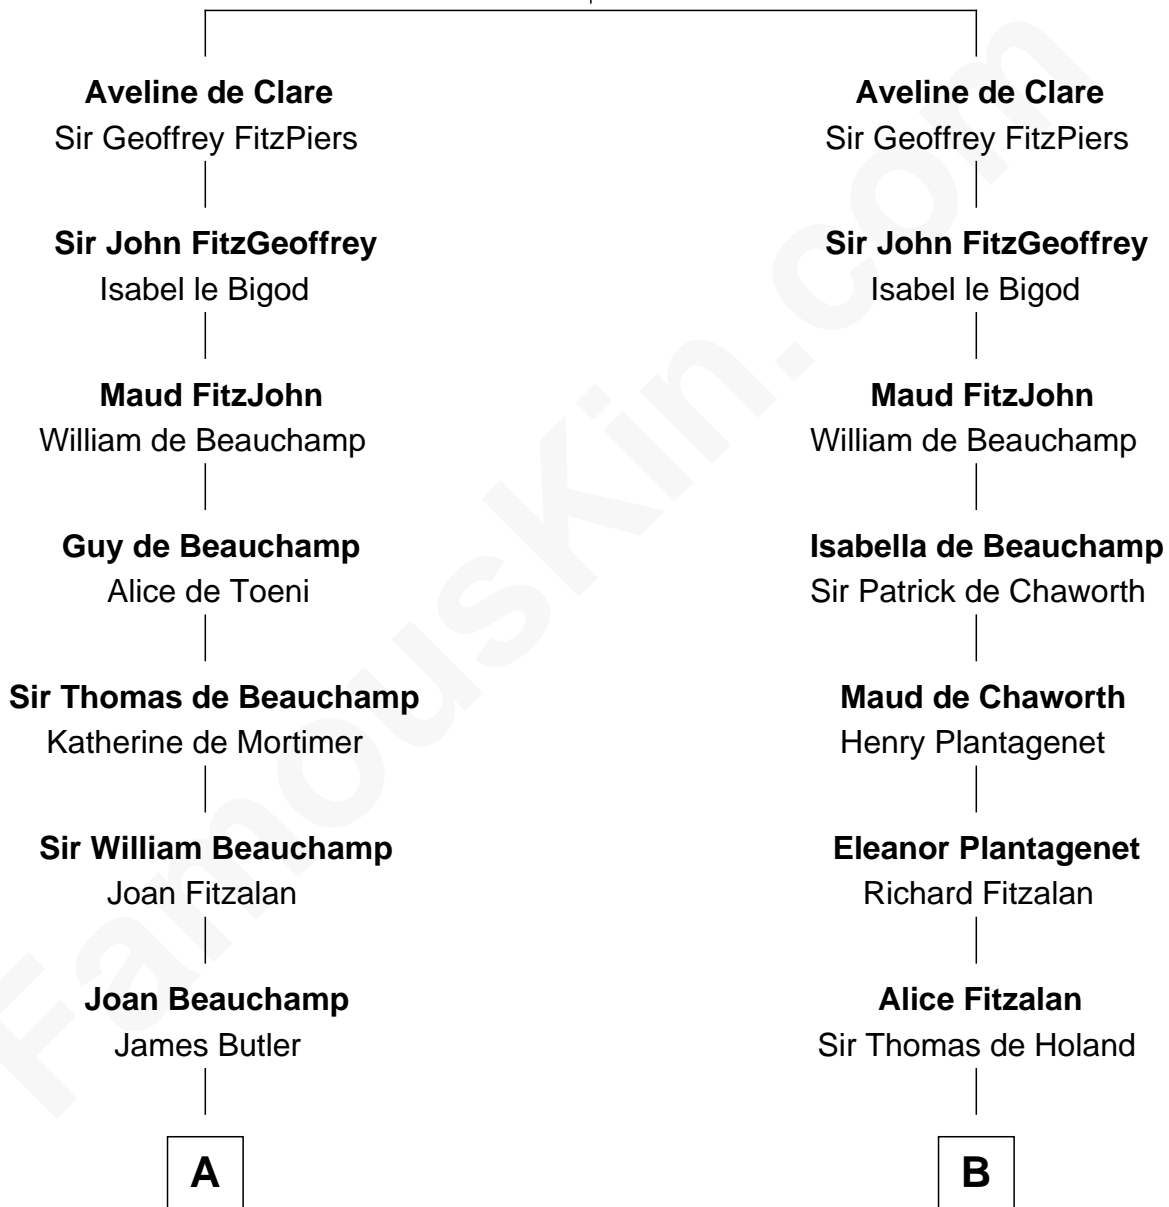 Aveline de Clare
Sir Geoffrey FitzPiers
Sir John FitzGeoffrey
Isabel le Bigod
Maud FitzJohn
William de Beauchamp
Guy de Beauchamp
Alice de Toeni
Sir Thomas de Beauchamp
Katherine de Mortimer
Sir William Beauchamp
Joan Fitzalan
Joan Beauchamp
James Butler
A
Aveline de Clare
Sir Geoffrey FitzPiers
Sir John FitzGeoffrey
Isabel le Bigod
Maud FitzJohn
William de Beauchamp
Isabella de Beauchamp
Sir Patrick de Chaworth
Maud de Chaworth
Henry Plantagenet
Eleanor Plantagenet
Richard Fitzalan
Alice Fitzalan
Sir Thomas de Holand
B
FamousKin.com